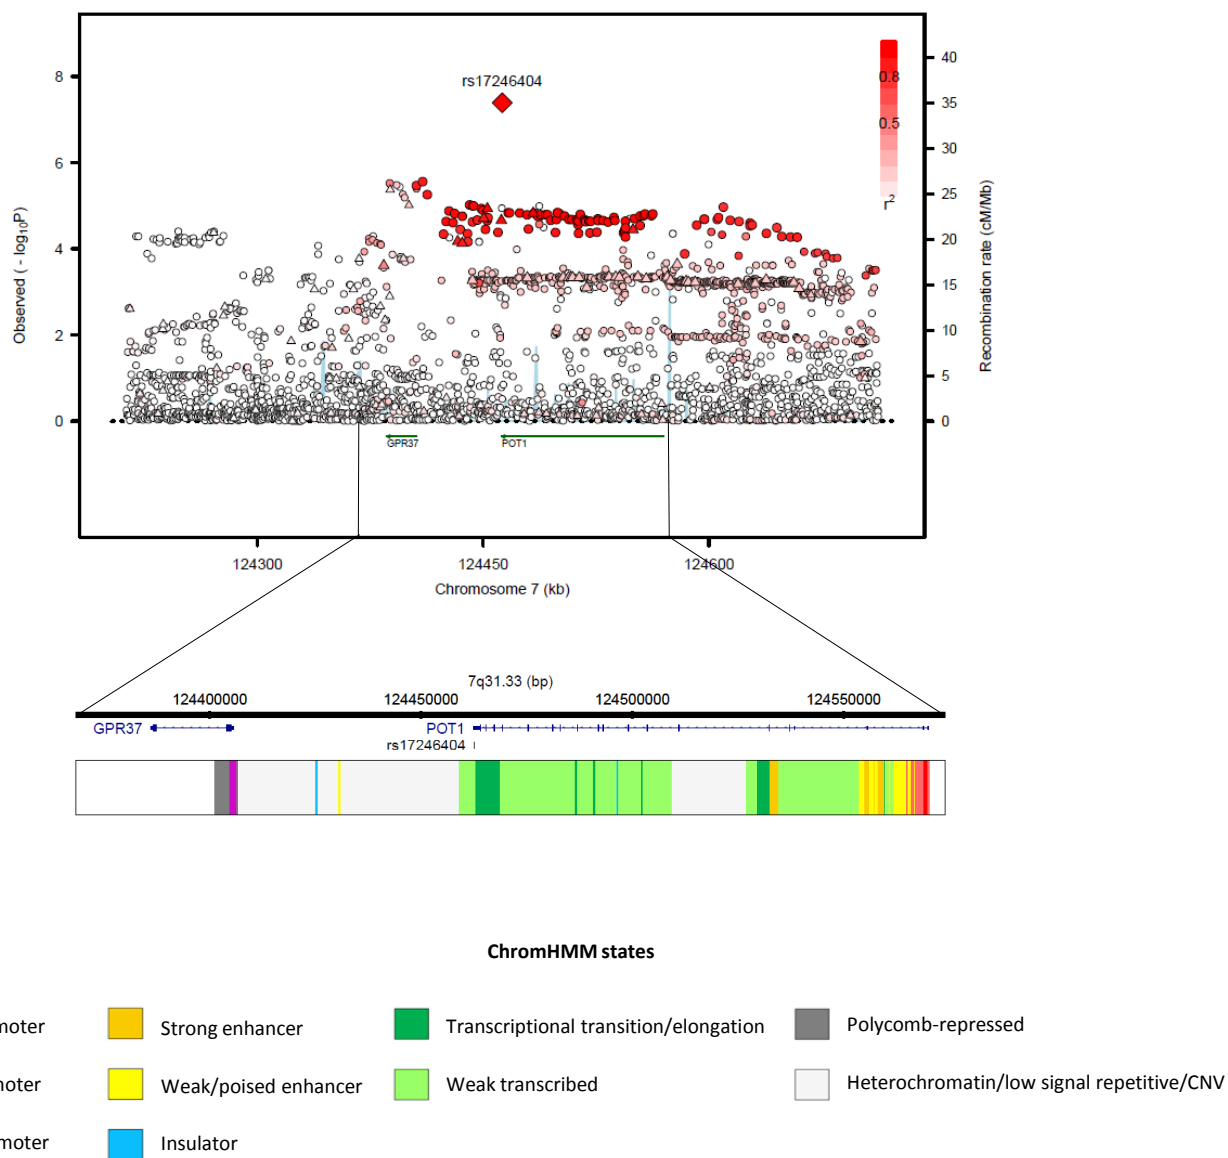 rs17246404
8
6
4
2
0
Observed ( - log10P)
40
35
30
25
20
15
10
5
0
Recombination rate (cM/Mb)
0.8
0.5
r2
GPR37
POT1
124300
124450
124600
Chromosome 7 (kb)
7q31.33 (bp)
124400000
124450000
124500000
124550000
GPR37
POT1
rs17246404
ChromHMM states
moter
Strong enhancer
Transcriptional transition/elongation
Polycomb-repressed
noter
Weak/poised enhancer
Weak transcribed
Heterochromatin/low signal repetitive/CNV
moter
Insulator